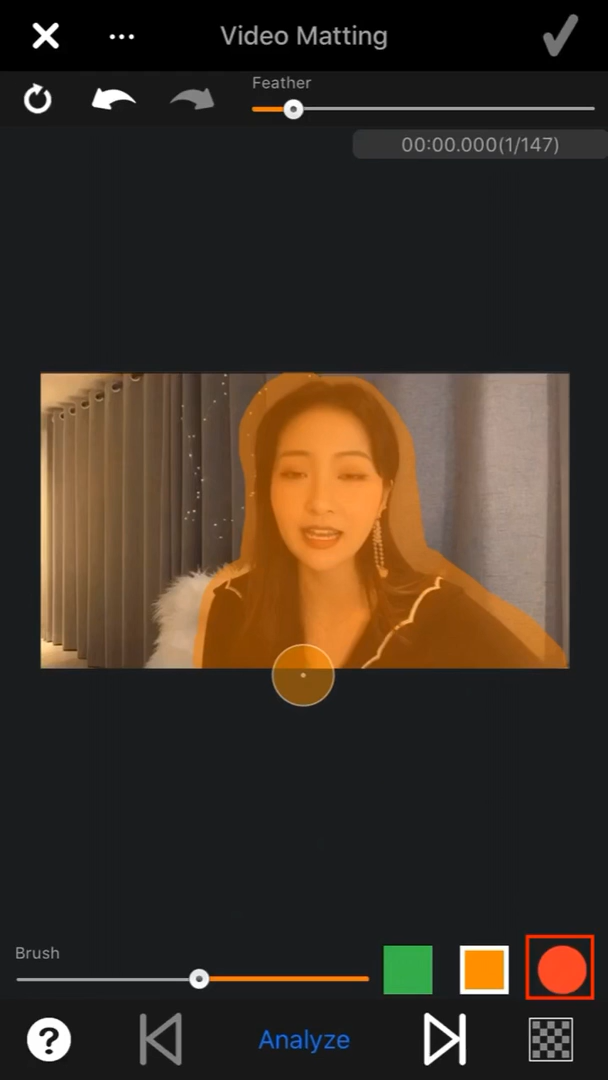 Video Matting
Feather
00:00.000(1/147)
Brush
?
Analyze